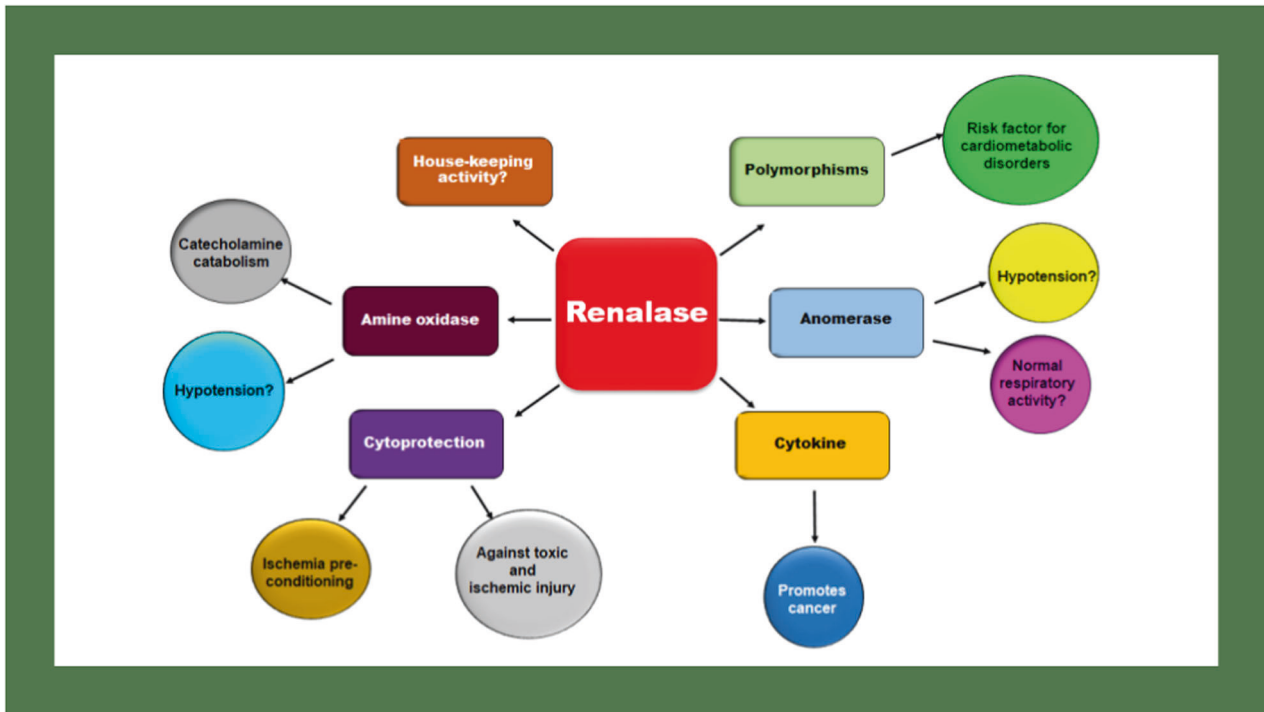 House-keeping
activity?
Polymorphisms
Risk factor for
cardiometabolic
disorders
Catecholamine
catabolism
Amine oxidase
Renalase
Anomerase
Hypotension?
Hypotension?
Normal
respiratory
activity?
Cytoprotection
Cytokine
Ischemia pre-
conditioning
Against toxic
and
ischemic injury
Promotes
cancer